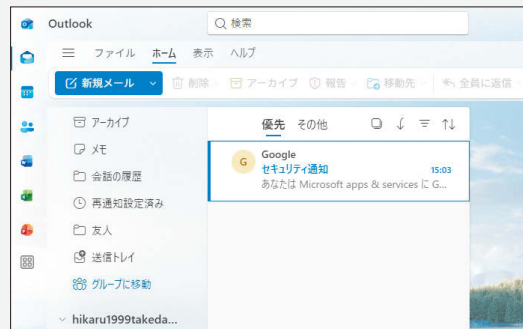 Outlook
検索
ファイル ホーム 表示 ヘルプ
新規メール 削除 アーカイブ 報告 移動先 全員に返信
アーカイブ
メモ
会話の履歴
再通知設定済み
友人
送信トレイ
グループに移動
hikaru1999takeda...
優先 その他
G
Google
セキュリティ通知 15:03
あなたは Microsoft apps & services に G...